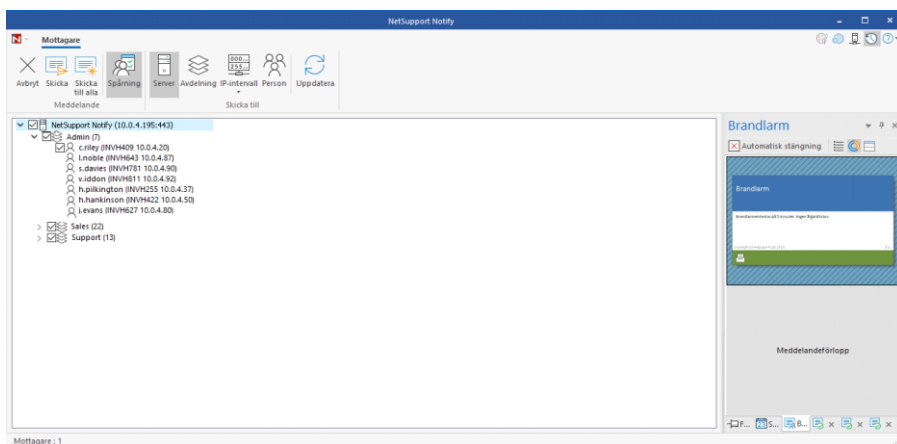 NetSupport Notify
Mottagare
Avbryt
Skicka
Skicka till alla
Spårning
Server
Avdelning
IP-intervall
Person
Uppdatera
Meddelande
Skicka till
NetSupport Notify (10.0.4.195:443)
Admin (7)
c.riley (INVH409 10.0.4.20)
l.noble (INVH643 10.0.4.87)
s.davies (INVH781 10.0.4.90)
v.iddon (INVH811 10.0.4.92)
h.pilkington (INVH255 10.0.4.37)
h.hankinson (INVH422 10.0.4.50)
j.evans (INVH627 10.0.4.80)
Sales (22)
Support (13)
Brandlarm
Automatisk stängning
Brandlarm
Meddelandeförlopp
F...
S...
B...
Mottagare : 1